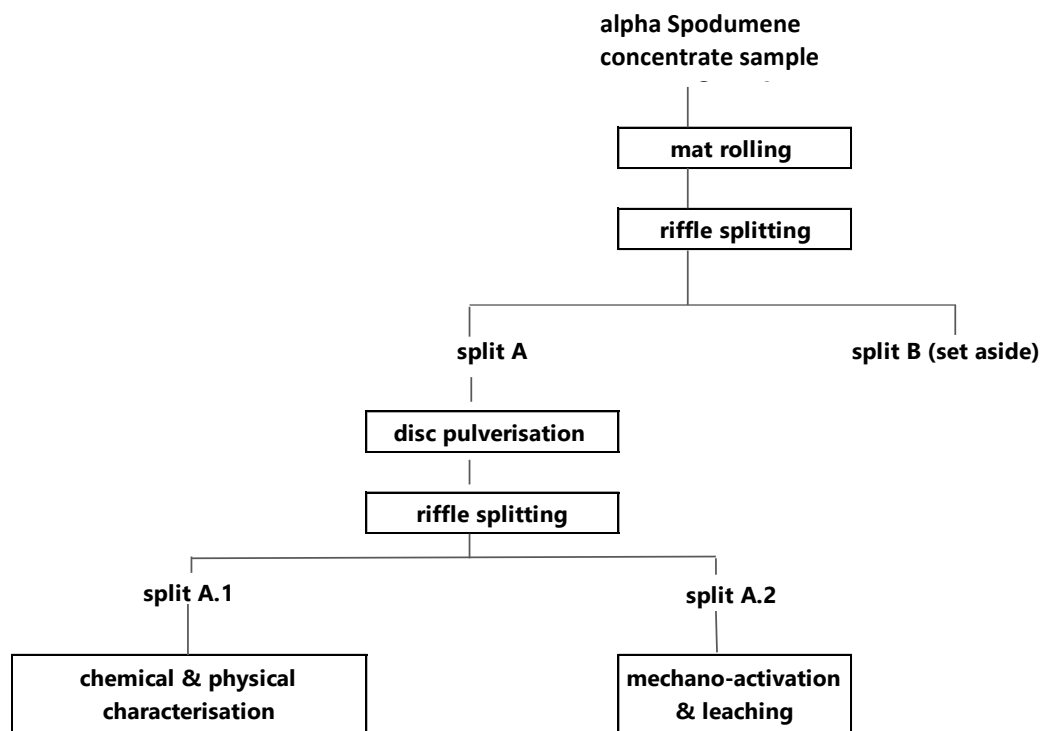 alpha Spodumene
concentrate sample
mat rolling
riffle splitting
split A
split B (set aside)
disc pulverisation
riffle splitting
split A.1
split A.2
chemical & physical
characterisation
mechano-activation
& leaching